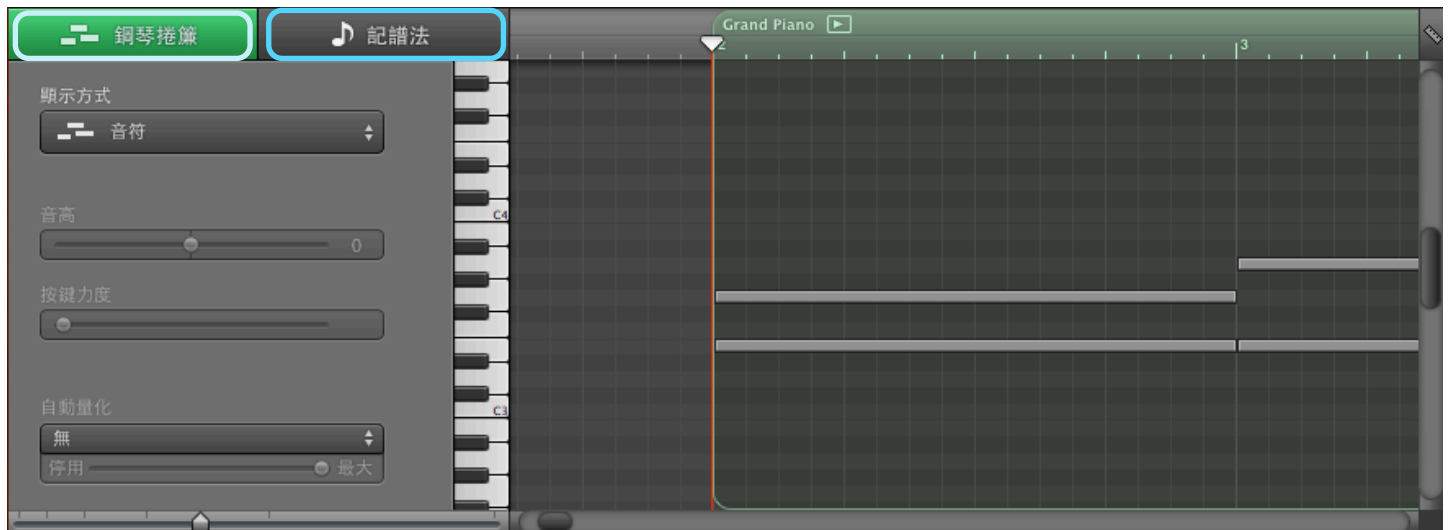 鋼琴捲簾
記譜法
Grand Piano
2
3
顯示方式
音符
音高
0
按鍵力度
自動量化
無
停用 最大
C4
C3